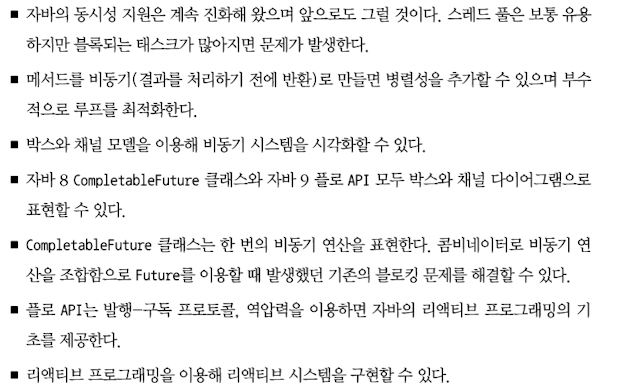 ■ 자바의 동시성 지원은 계속 진화해 왔으며 앞으로도 그럴 것이다. 스레드 풀은 보통 유용
하지만 블록되는 태스크가 많아지면 문제가 발생한다.
■ 메서드를 비동기(결과를 처리하기 전에 반환)로 만들면 병렬성을 추가할 수 있으며 부수
적으로 루프를 최적화한다.
■ 박스와 채널 모델을 이용해 비동기 시스템을 시각화할 수 있다.
■ 자바 8 CompletableFuture 클래스와 자바 9 플로 API 모두 박스와 채널 다이어그램으로
표현할 수 있다.
■ CompletableFuture 클래스는 한 번의 비동기 연산을 표현한다. 콤비네이터로 비동기 연
산을 조합함으로 Future를 이용할 때 발생했던 기존의 블로킹 문제를 해결할 수 있다.
■ 플로 API는 발행–구독 프로토콜, 역압력을 이용하면 자바의 리액티브 프로그래밍의 기
초를 제공한다.
■ 리액티브 프로그래밍을 이용해 리액티브 시스템을 구현할 수 있다.